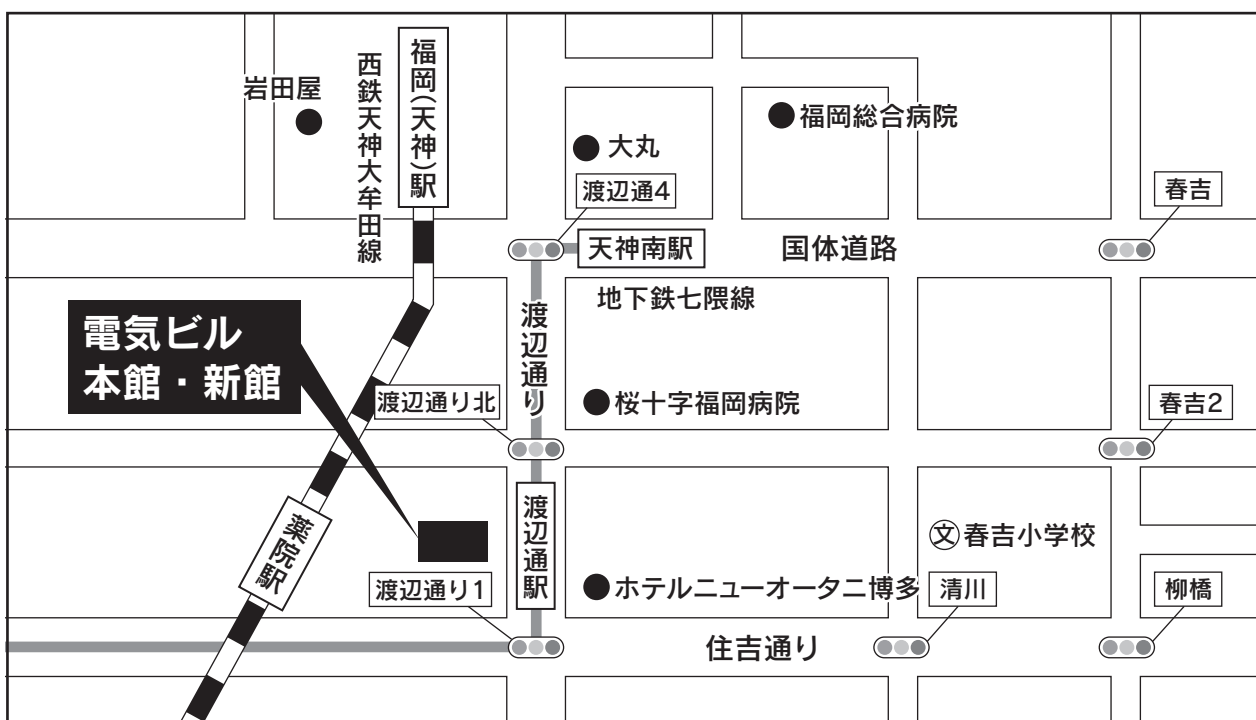 岩田屋
西鉄天神大牟田線
福岡(天神)駅
大丸
福岡総合病院
渡辺通4
春吉
天神南駅
国体道路
地下鉄七隈線
渡辺通り
電気ビル
本館・新館
渡辺通り北
桜十字福岡病院
春吉2
薬院駅
渡辺通駅
文
春吉小学校
渡辺通り1
ホテルニューオータニ博多
清川
柳橋
住吉通り